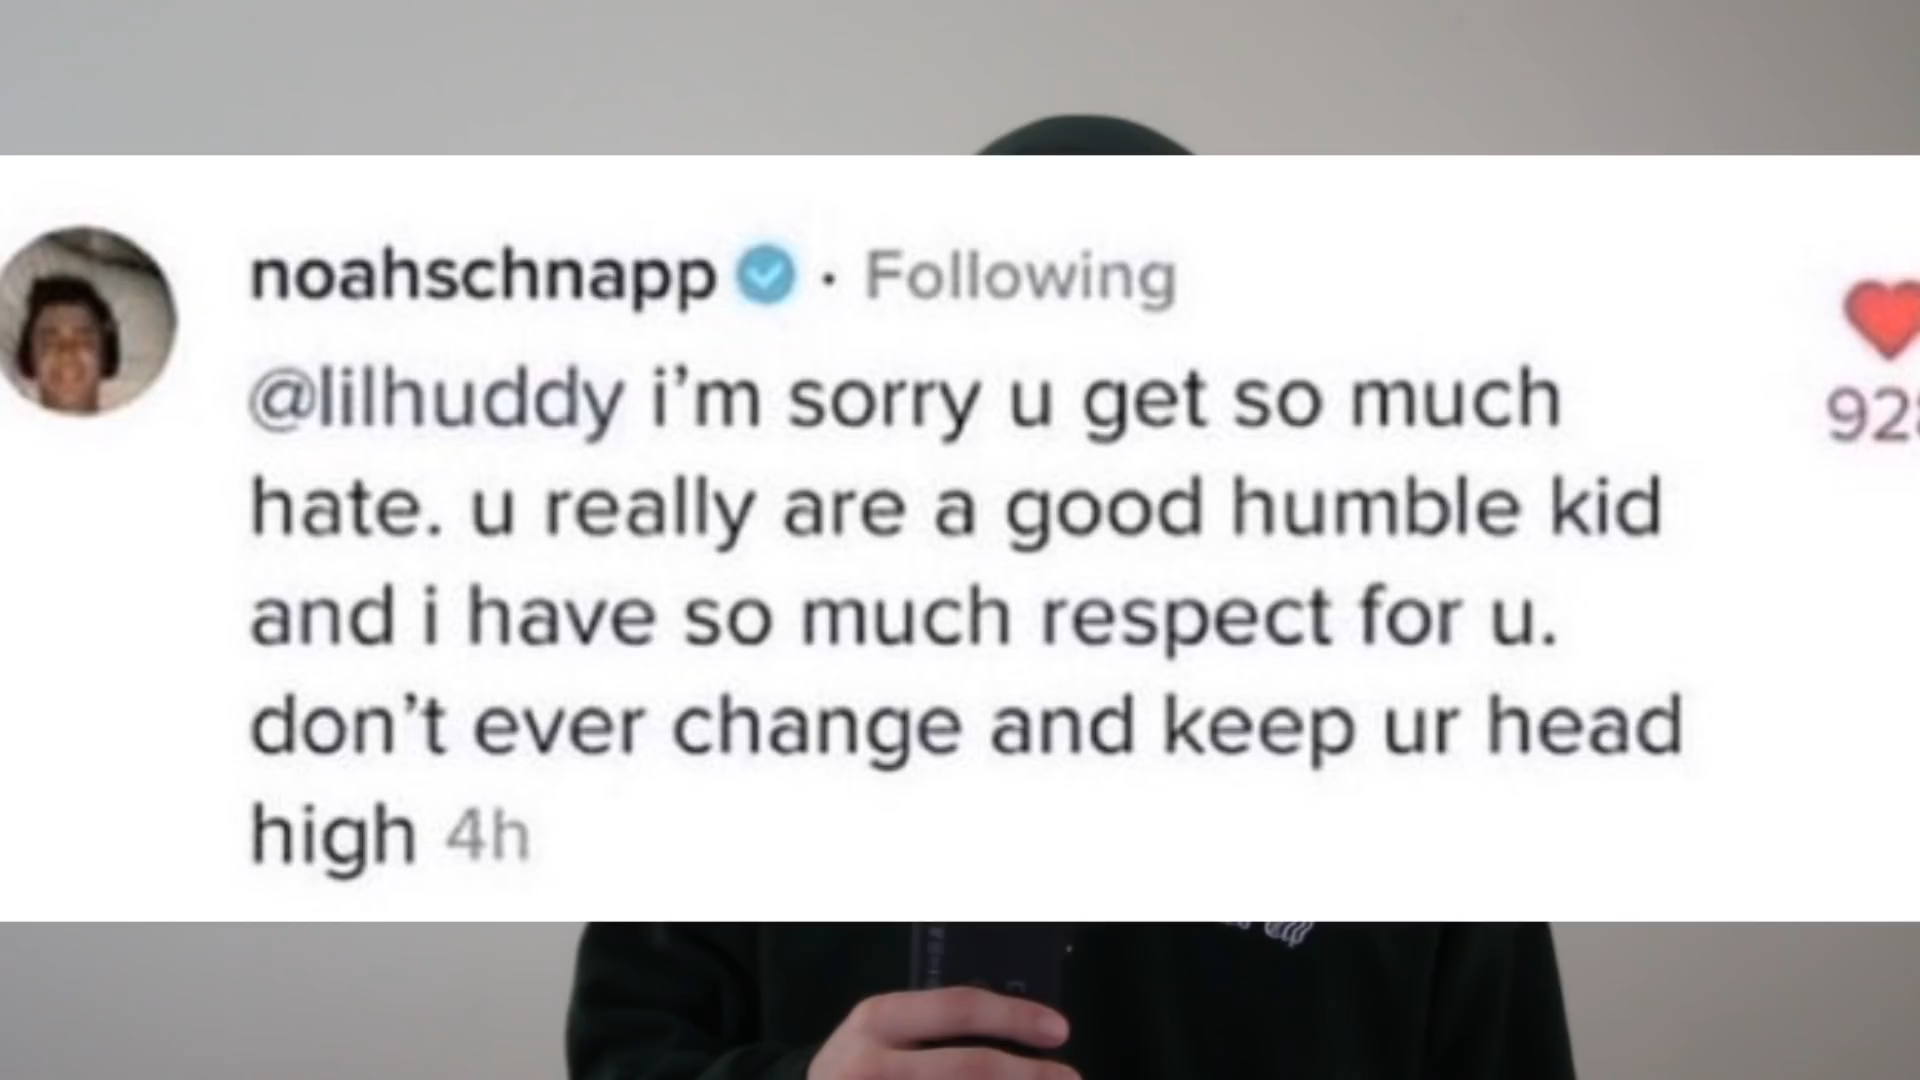 noahschnapp · Following
@lilhuddy i'm sorry u get so much
hate. u really are a good humble kid
and i have so much respect for u.
don't ever change and keep ur head
high 4h